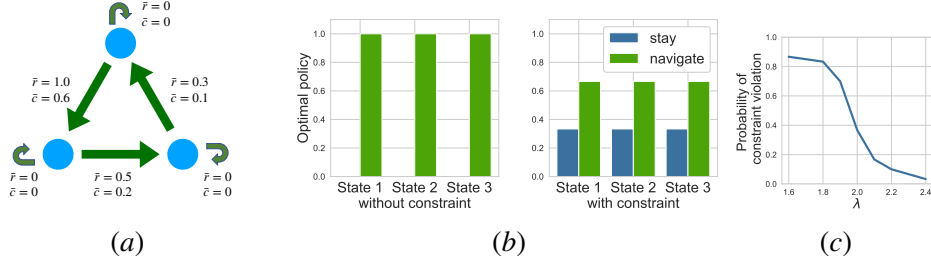 r̄ = 0
c̄ = 0
r̄ = 1.0
c̄ = 0.6
r̄ = 0.3
c̄ = 0.1
r̄ = 0
c̄ = 0
r̄ = 0.5
c̄ = 0.2
r̄ = 0
c̄ = 0
(a)
Optimal policy
1.0
0.8
0.6
0.4
0.2
0.0
State 1 State 2 State 3
without constraint
1.0
0.8
0.6
0.4
0.2
0.0
stay
navigate
State 1 State 2 State 3
with constraint
(b)
Probability of
constraint violation
1.0
0.8
0.6
0.4
0.2
0.0
1.6 1.8 2.0 2.2 2.4
λ
(c)